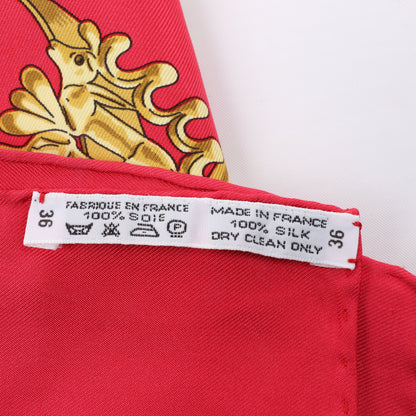 36
FABRIQUE EN FRANCE
100% SOIE
P
MADE IN FRANCE
100% SILK
DRY CLEAN ONLY
36